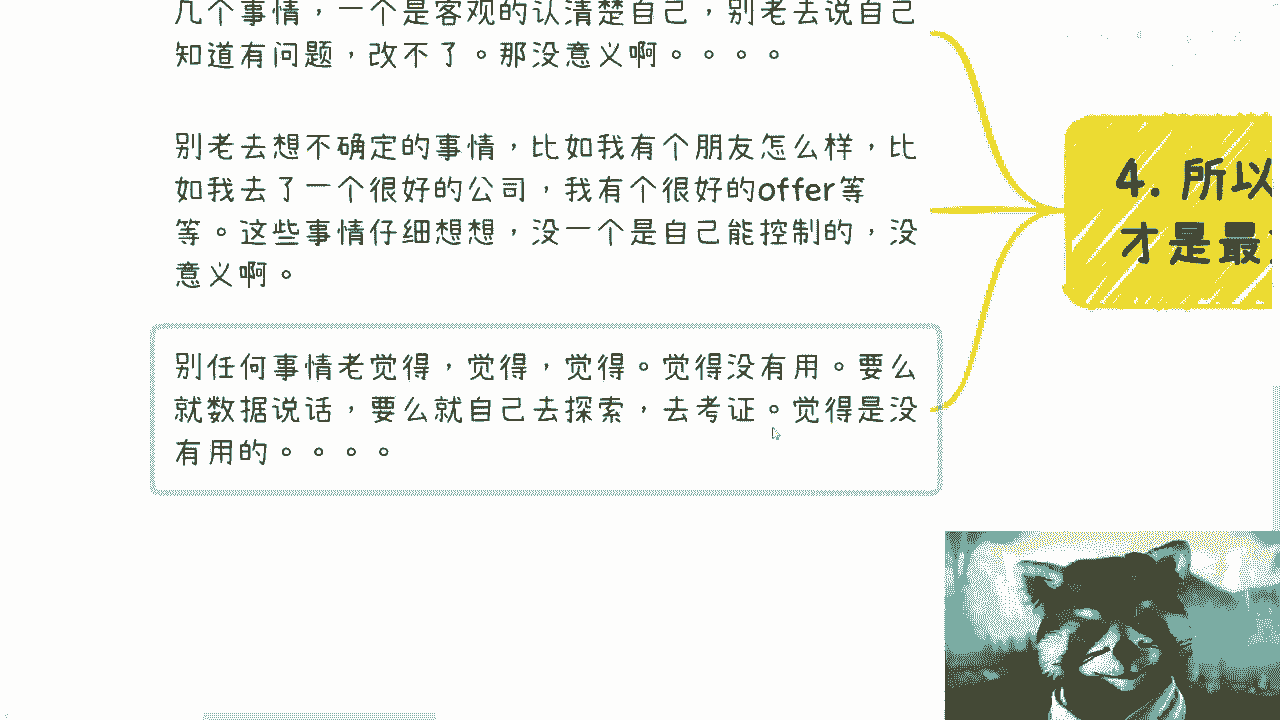 几个事情，一个是客观的认清楚自己，别老去说自己
知道有问题，改不了。那没意义啊。。。。
别老去想不确定的事情，比如我有个朋友怎么样，比
如我去了一个很好的公司，我有个很好的offer等
等。这些事情仔细想想，没一个是自己能控制的，没
意义啊。
别任何事情老觉得，觉得，觉得。觉得没有用。要么
就数据说话，要么就自己去探索，去考证。觉得是没
有用的。。。。
4. 所以
才是最